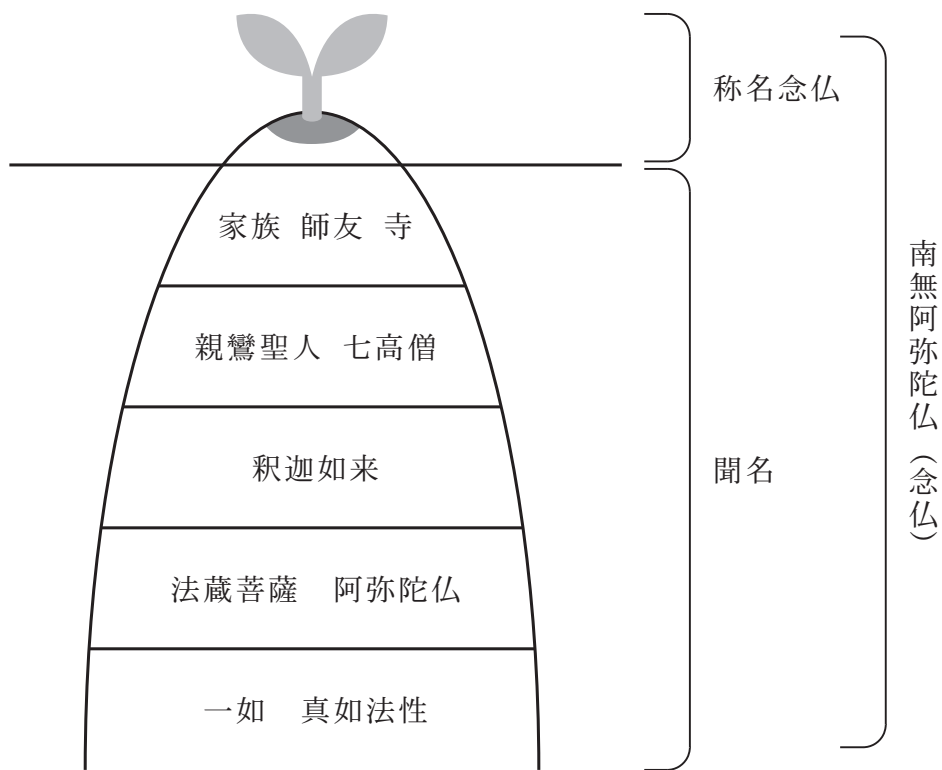 称名念仏
家族 師友 寺
親鸞聖人 七高僧
釈迦如来
法蔵菩薩 阿弥陀仏
一如 真如法性
聞名
南無阿弥陀仏（念仏）